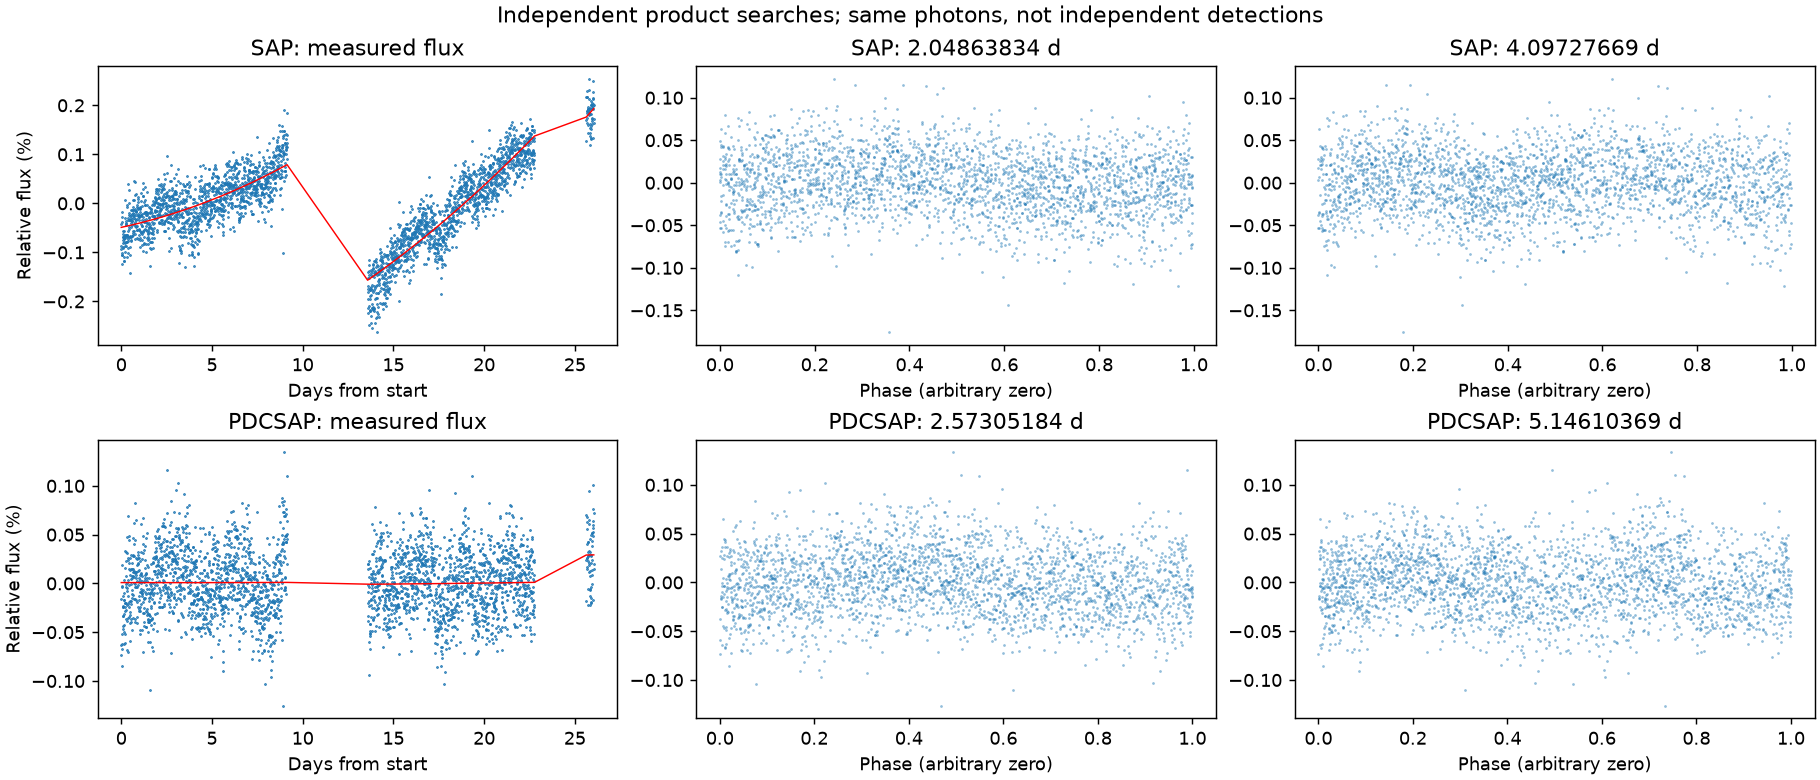 Independent product searches; same photons, not independent detections
SAP: measured flux
SAP: 2.04863834 d
SAP: 4.09727669 d
Relative flux (%)
0.2
0.1
0.0
−0.1
−0.2
0 5 10 15 20 25
Days from start
0.10
0.05
0.00
−0.05
−0.10
−0.15
0.0 0.2 0.4 0.6 0.8 1.0
Phase (arbitrary zero)
0.10
0.05
0.00
−0.05
−0.10
−0.15
0.0 0.2 0.4 0.6 0.8 1.0
Phase (arbitrary zero)
PDCSAP: measured flux
PDCSAP: 2.57305184 d
PDCSAP: 5.14610369 d
Relative flux (%)
0.10
0.05
0.00
−0.05
−0.10
0 5 10 15 20 25
Days from start
0.10
0.05
0.00
−0.05
−0.10
0.0 0.2 0.4 0.6 0.8 1.0
Phase (arbitrary zero)
0.10
0.05
0.00
−0.05
−0.10
0.0 0.2 0.4 0.6 0.8 1.0
Phase (arbitrary zero)